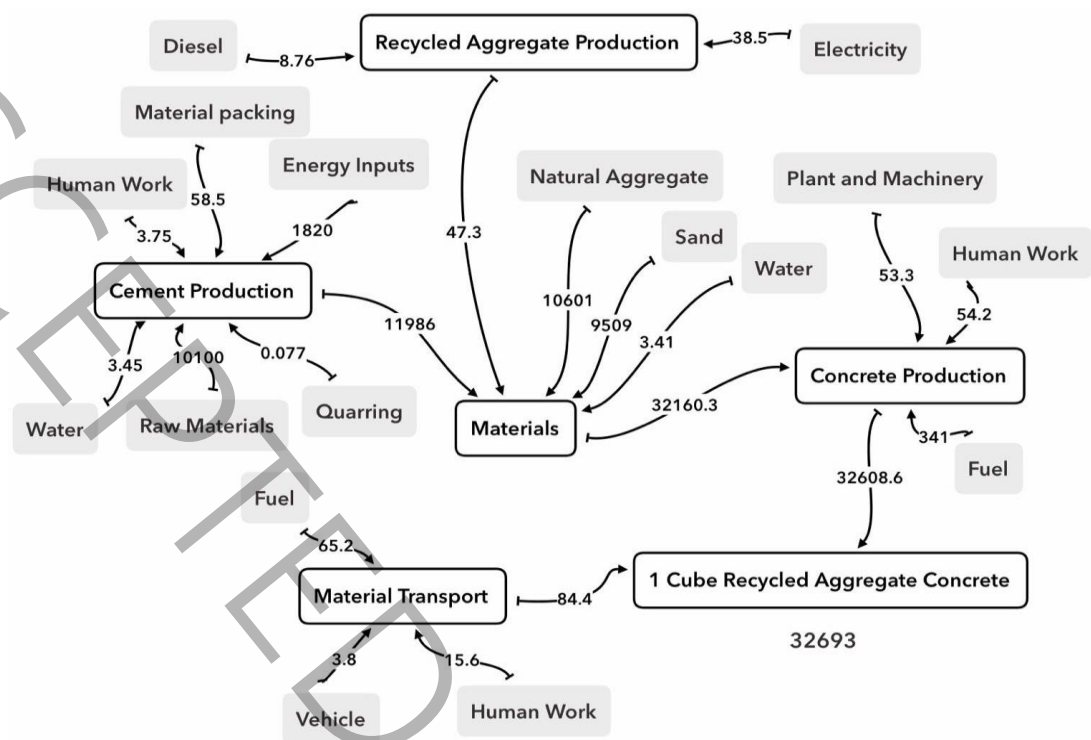 Recycled Aggregate Production
Diesel
8.76
38.5
Electricity
Material packing
Human Work
Energy Inputs
58.5
3.75
1820
Cement Production
47.3
Natural Aggregate
Sand
Water
10601
9509
3.41
Plant and Machinery
Human Work
53.3
54.2
11986
3.45
10100
0.077
Water
Raw Materials
Quarring
Materials
32160.3
Concrete Production
341
Fuel
32608.6
Fuel
65.2
Material Transport
84.4
1 Cube Recycled Aggregate Concrete
32693
3.8
15.6
Vehicle
Human Work
CEPTED